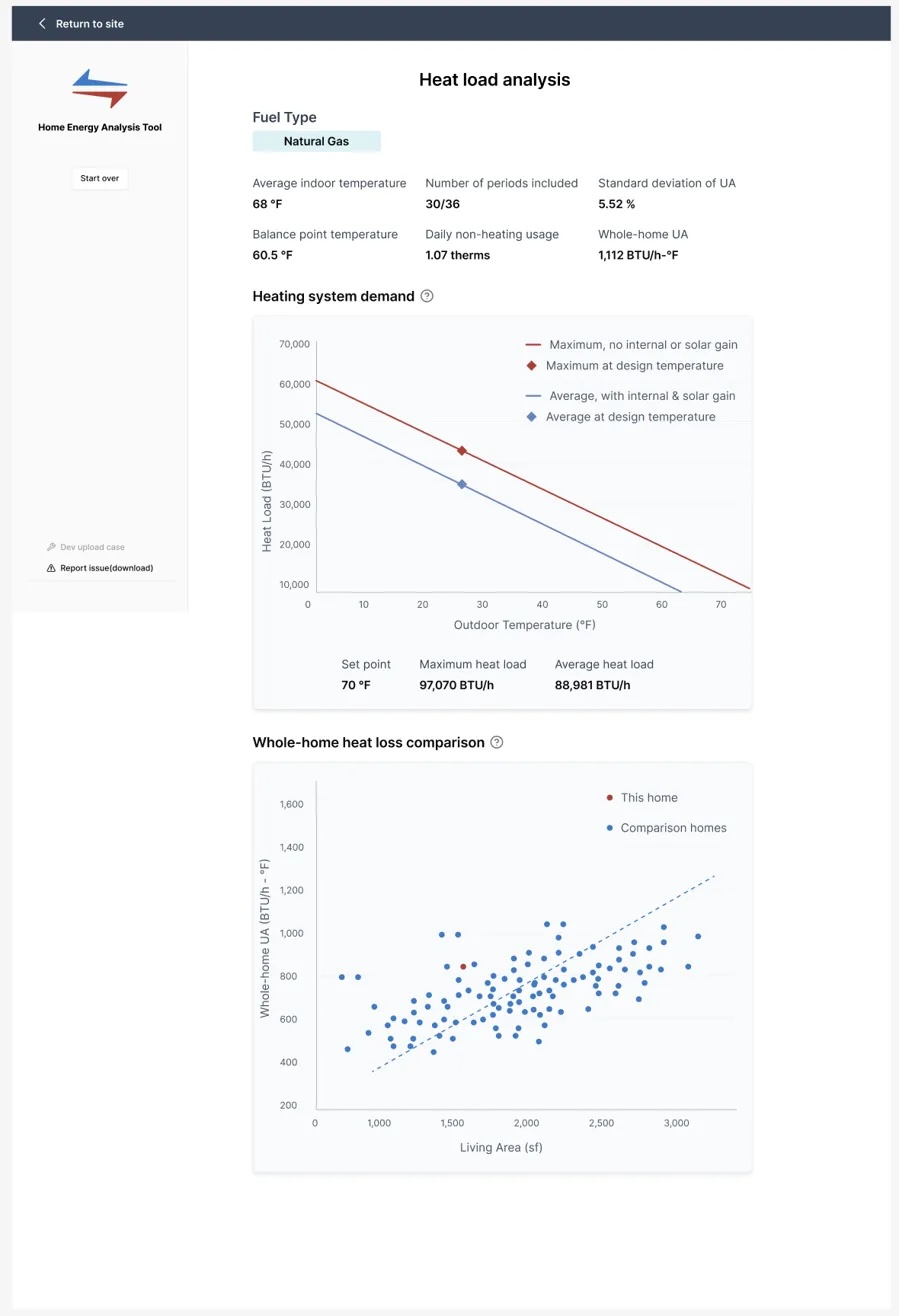 Return to site
Home Energy Analysis Tool
Start over
Dev upload case
Report issue(download)
Heat load analysis
Fuel Type
Natural Gas
Average indoor temperature Number of periods included Standard deviation of UA
68 °F 30/36 5.52 %
Balance point temperature Daily non-heating usage Whole-home UA
60.5 °F 1.07 therms 1,112 BTU/h-°F
Heating system demand ?
Maximum, no internal or solar gain
Maximum at design temperature
Average, with internal & solar gain
Average at design temperature
Heat Load (BTU/h)
70,000
60,000
50,000
40,000
30,000
20,000
10,000
0 10 20 30 40 50 60 70
Outdoor Temperature (°F)
Set point Maximum heat load Average heat load
70 °F 97,070 BTU/h 88,981 BTU/h
Whole-home heat loss comparison ?
This home
Comparison homes
Whole-home UA (BTU/h - °F)
1,600
1,400
1,200
1,000
800
600
400
200
0 1,000 1,500 2,000 2,500 3,000
Living Area (sf)